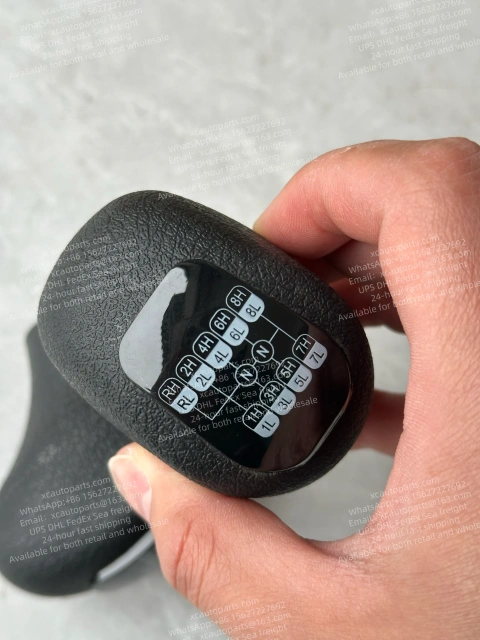 RH 2H 4H 6H 8H
RL 2L 4L 6L 8L
N N
1H 3H 5H 7H
1L 3L 5L 7L
xcautoparts.com
WhatsApp:+86 15627227692
Email: xcautoparts@163.com
UPS DHL FedEx Sea freight
24-hour fast shipping
Available for both retail and wholesale